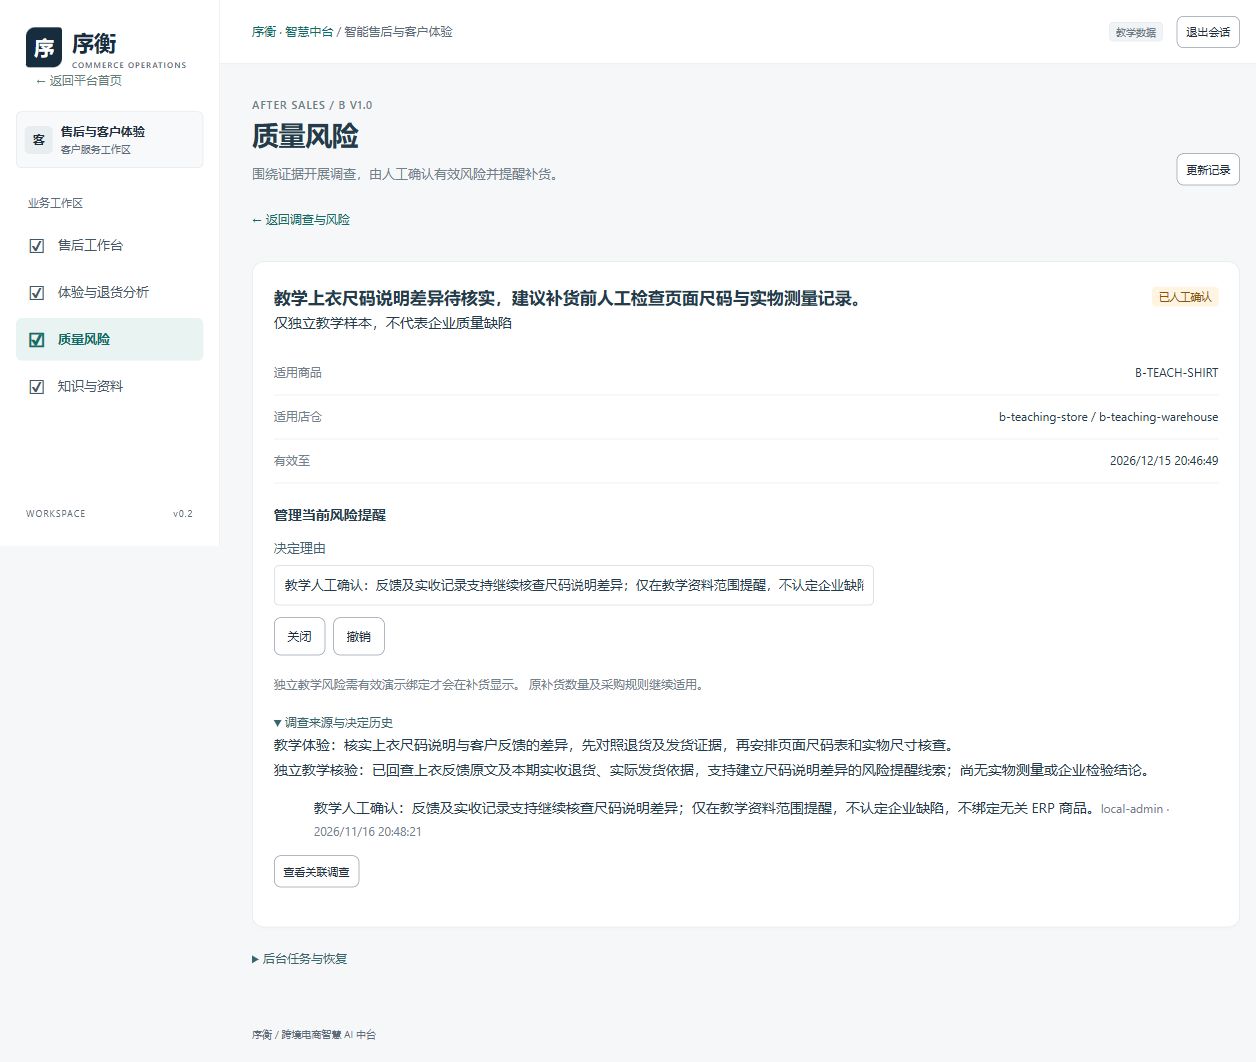 序 序衡
COMMERCE OPERATIONS
← 返回平台首页
客 售后与客户体验
客户服务工作区
业务工作区
售后工作台
体验与退货分析
质量风险
知识与资料
WORKSPACE v0.2
序衡 · 智慧中台 / 智能售后与客户体验
教学数据 退出会话
AFTER SALES / B V1.0
质量风险
围绕证据开展调查，由人工确认有效风险并提醒补货。
更新记录
← 返回调查与风险
教学上衣尺码说明差异待核实，建议补货前人工检查页面尺码与实物测量记录。
已人工确认
仅独立教学样本，不代表企业质量缺陷
适用商品 B-TEACH-SHIRT
适用店仓 b-teaching-store / b-teaching-warehouse
有效至 2026/12/15 20:46:49
管理当前风险提醒
决定理由
教学人工确认：反馈及实收记录支持继续核查尺码说明差异；仅在教学资料范围提醒，不认定企业缺
关闭 撤销
独立教学风险需有效演示绑定才会在补货显示。 原补货数量及采购规则继续适用。
▼ 调查来源与决定历史
教学体验：核实上衣尺码说明与客户反馈的差异，先对照退货及发货证据，再安排页面尺码表和实物尺寸核查。
独立教学核验：已回查上衣反馈原文及本期实收退货、实际发货依据，支持建立尺码说明差异的风险提醒线索；尚无实物测量或企业检验结论。
教学人工确认：反馈及实收记录支持继续核查尺码说明差异；仅在教学资料范围提醒，不认定企业缺陷，不绑定无关 ERP 商品。local-admin ·
2026/11/16 20:48:21
查看关联调查
▶ 后台任务与恢复
序衡 / 跨境电商智慧 AI 中台